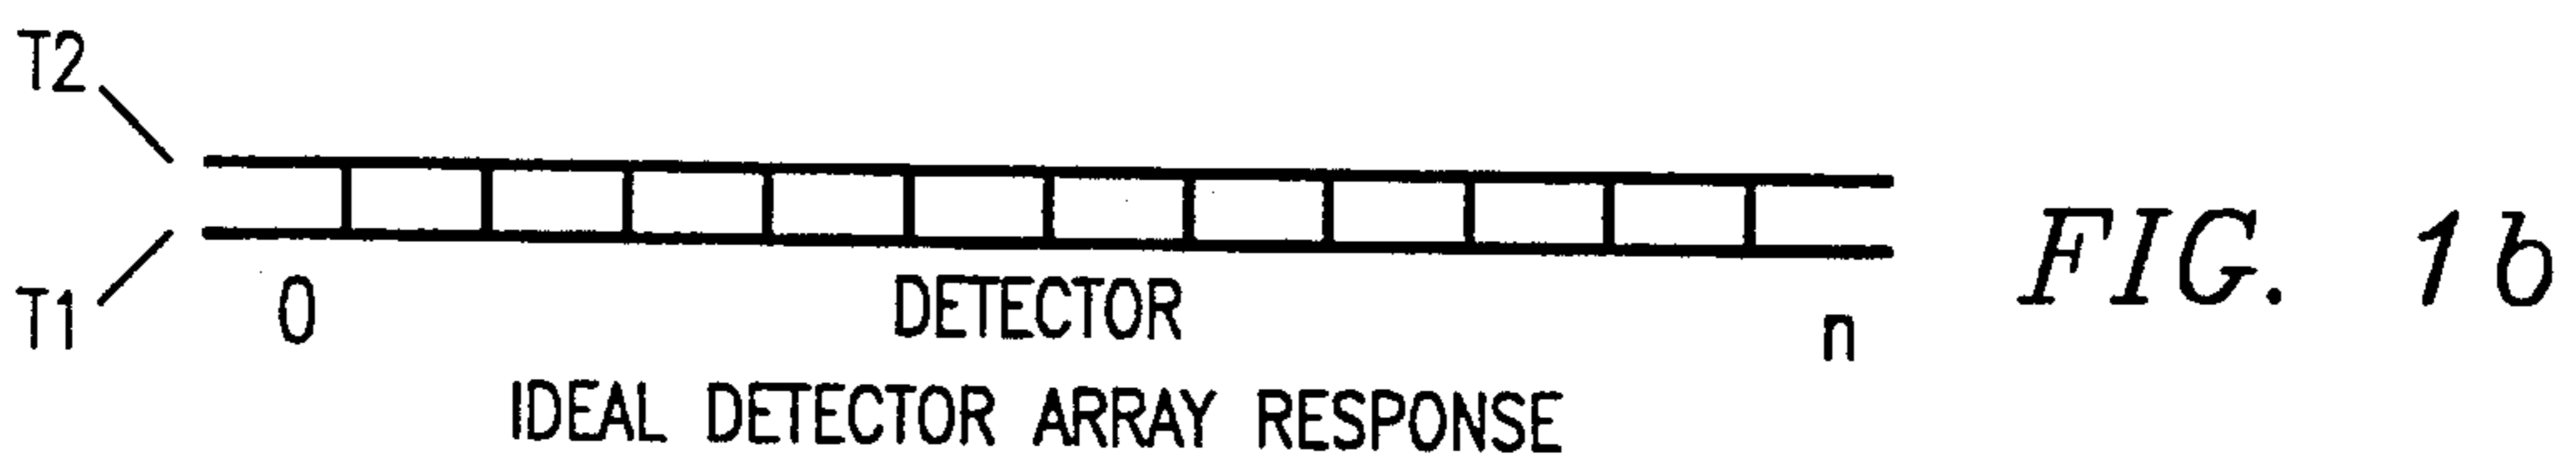 T2
T1
0
DETECTOR
n
IDEAL DETECTOR ARRAY RESPONSE
FIG. 1b